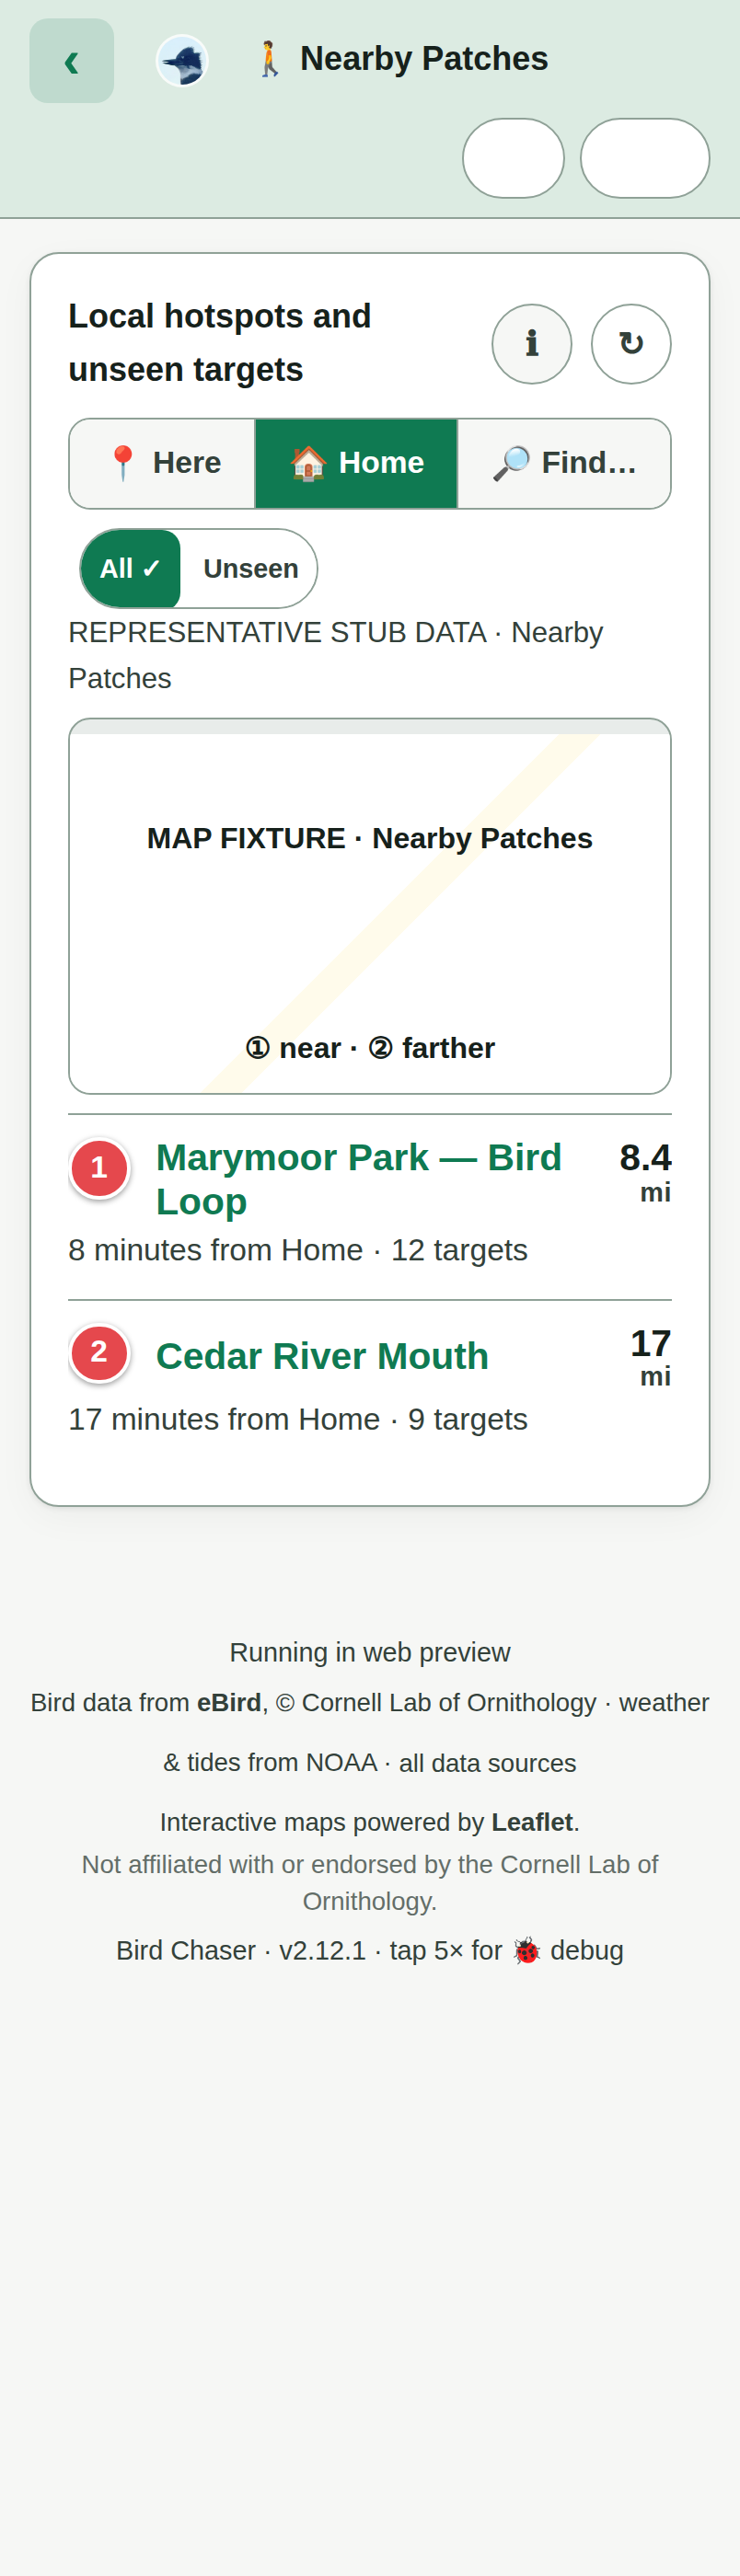 ‹ 🚶 Nearby Patches
Local hotspots and
unseen targets
ℹ ↻
📍 Here 🏠 Home 🔎 Find…
All ✓ Unseen
REPRESENTATIVE STUB DATA · Nearby
Patches
MAP FIXTURE · Nearby Patches
① near · ② farther
1 Marymoor Park — Bird
Loop
8.4
mi
8 minutes from Home · 12 targets
2 Cedar River Mouth
17
mi
17 minutes from Home · 9 targets
Running in web preview
Bird data from eBird, © Cornell Lab of Ornithology · weather
& tides from NOAA · all data sources
Interactive maps powered by Leaflet.
Not affiliated with or endorsed by the Cornell Lab of
Ornithology.
Bird Chaser · v2.12.1 · tap 5× for 🐞 debug